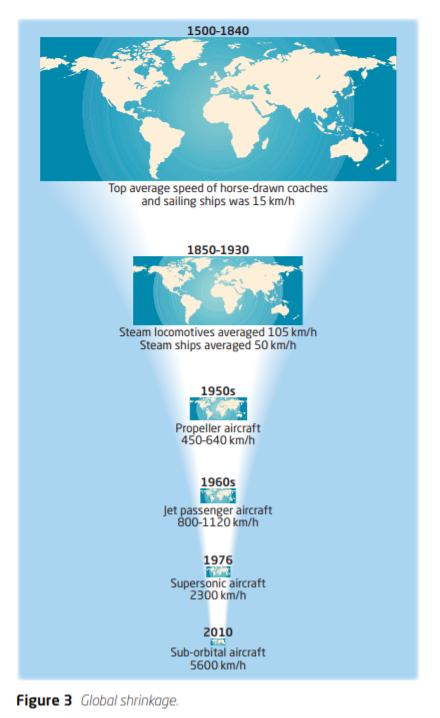 1500-1840
Top average speed of horse-drawn coaches
and sailing ships was 15 km/h
1850-1930
Steam locomotives averaged 105 km/h
Steam ships averaged 50 km/h
1950s
Propeller aircraft
450-640 km/h
1960s
Jet passenger aircraft
800-1120 km/h
1976
Supersonic aircraft
2300 km/h
2010
Sub-orbital aircraft
5600 km/h
Figure 3 Global shrinkage.